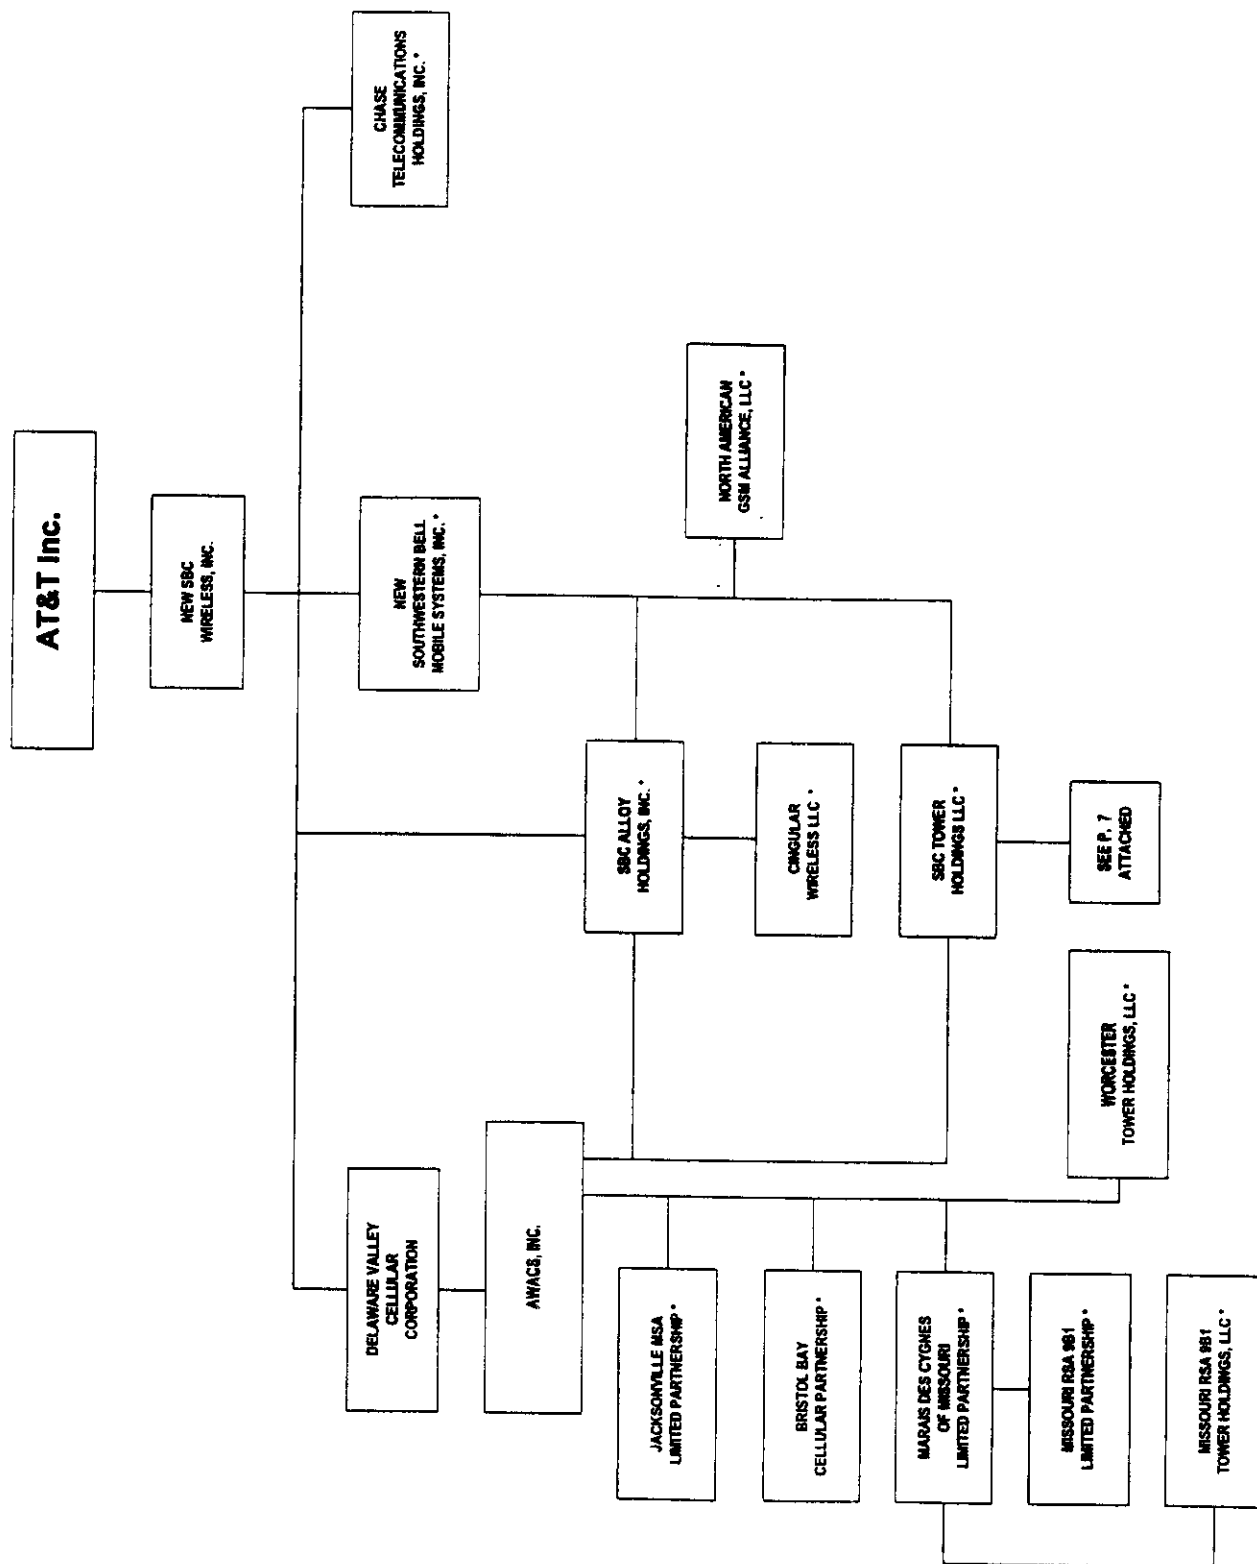 AT&T Inc.
NEW SBC
WIRELESS, INC.
DELAWARE VALLEY
CELLULAR
CORPORATION
NEW
SOUTHWESTERN BELL
MOBILE SYSTEMS, INC. *
CHASE
TELECOMMUNICATIONS
HOLDINGS, INC. *
AWACS, INC.
SBC ALLOY
HOLDINGS, INC. *
NORTH AMERICAN
GSM ALLIANCE, LLC *
JACKSONVILLE MSA
LIMITED PARTNERSHIP *
CINGULAR
WIRELESS LLC *
BRISTOL BAY
CELLULAR PARTNERSHIP *
MARAIS DES CYGNES
OF MISSOURI
LIMITED PARTNERSHIP *
SBC TOWER
HOLDINGS LLC *
MISSOURI RSA 9B1
LIMITED PARTNERSHIP *
WORCESTER
TOWER HOLDINGS, LLC *
SEE P. 7
ATTACHED
MISSOURI RSA 9B1
TOWER HOLDINGS, LLC *